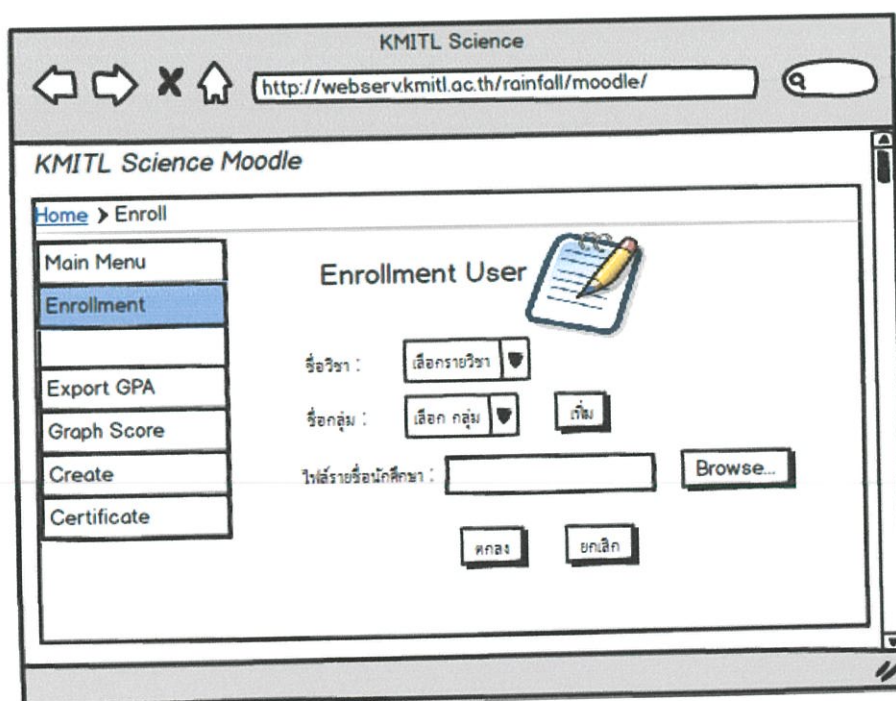 KMITL Science
http://webserv.kmitl.ac.th/rainfall/moodle/
KMITL Science Moodle
Home > Enroll
Main Menu
Enrollment
Export GPA
Graph Score
Create
Certificate
Enrollment User
ชื่อวิชา : เลือกรายวิชา
ชื่อกลุ่ม : เลือก กลุ่ม เพิ่ม
ไฟล์รายชื่อนักศึกษา : Browse...
ตกลง ยกเลิก